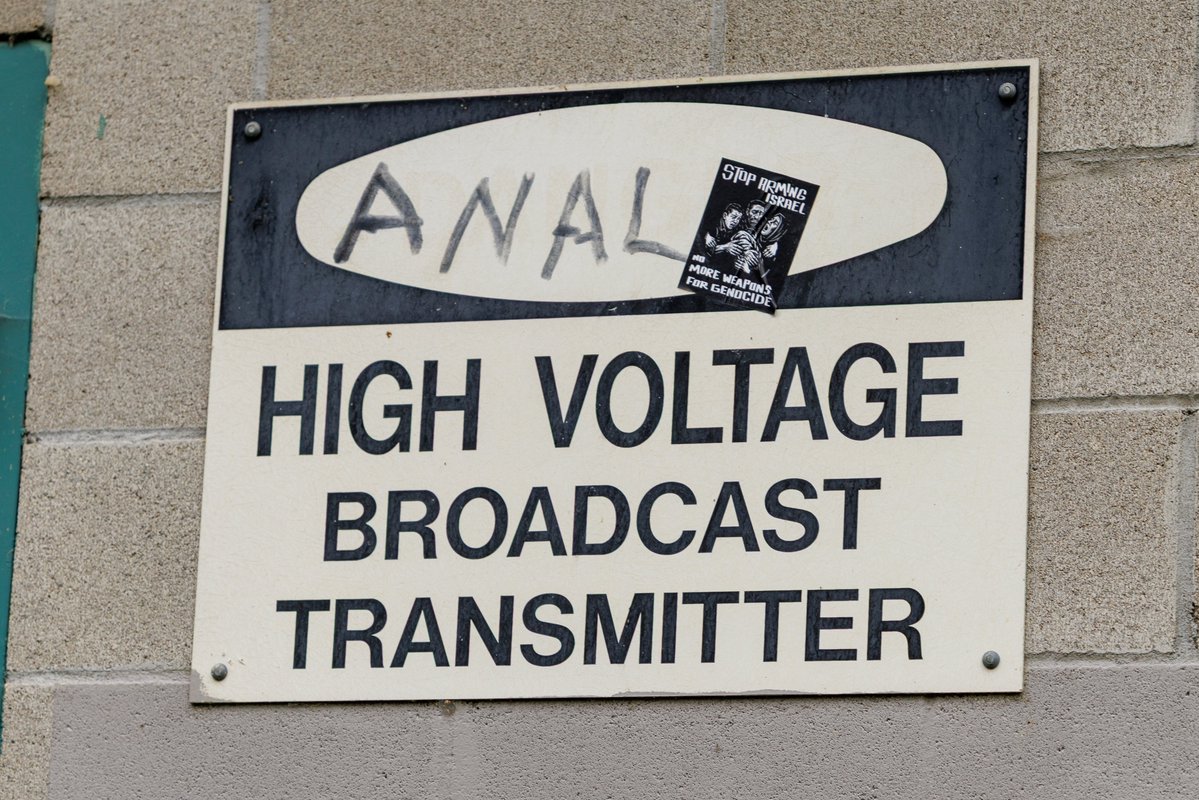 ANAL
STOP ARMING
ISRAEL
NO
MORE WEAPONS
FOR GENOCIDE
HIGH VOLTAGE
BROADCAST
TRANSMITTER